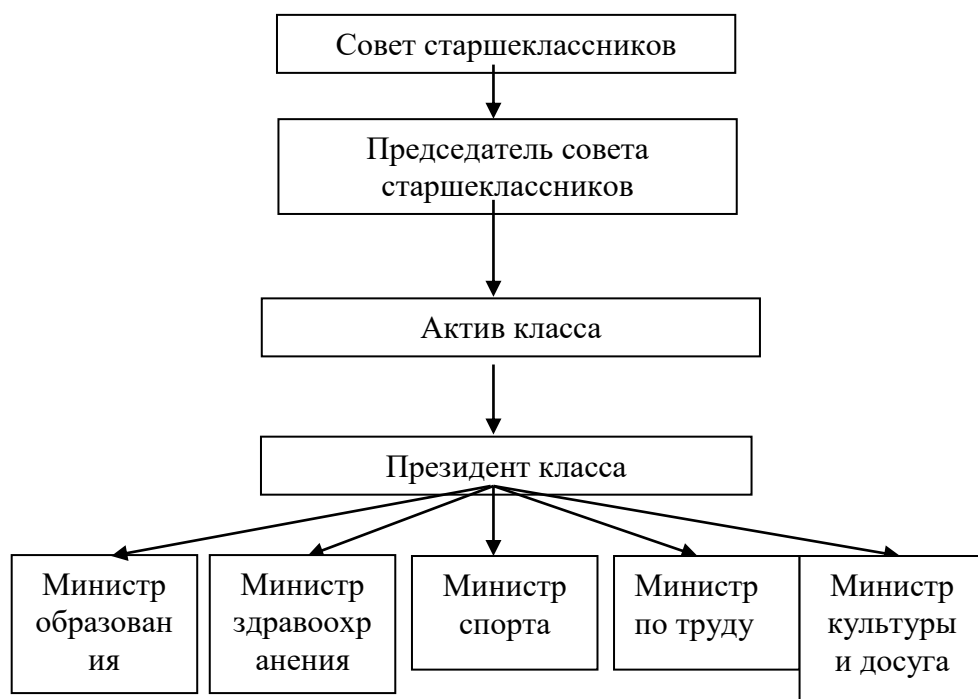 Совет старшеклассников
Председатель совета
старшеклассников
Актив класса
Президент класса
Министр
образован
ия
Министр
здравоохр
анения
Министр
спорта
Министр
по труду
Министр
культуры
и досуга